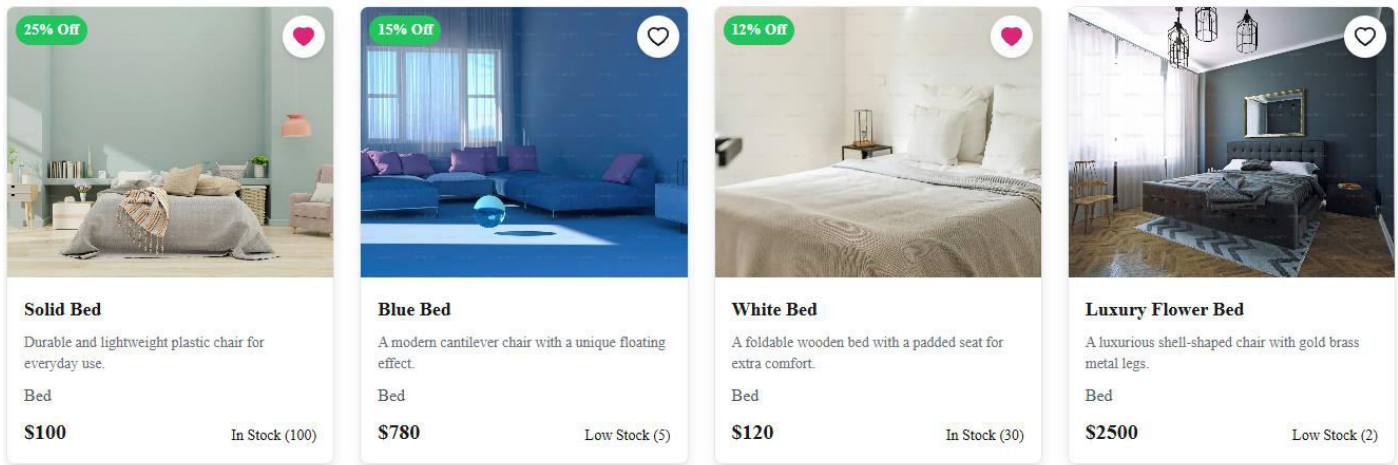 25% Off
15% Off
12% Off
Solid Bed
Durable and lightweight plastic chair for
everyday use.
Bed
$100
In Stock (100)
Blue Bed
A modern cantilever chair with a unique floating
effect.
Bed
$780
Low Stock (5)
White Bed
A foldable wooden bed with a padded seat for
extra comfort.
Bed
$120
In Stock (30)
Luxury Flower Bed
A luxurious shell-shaped chair with gold brass
metal legs.
Bed
$2500
Low Stock (2)